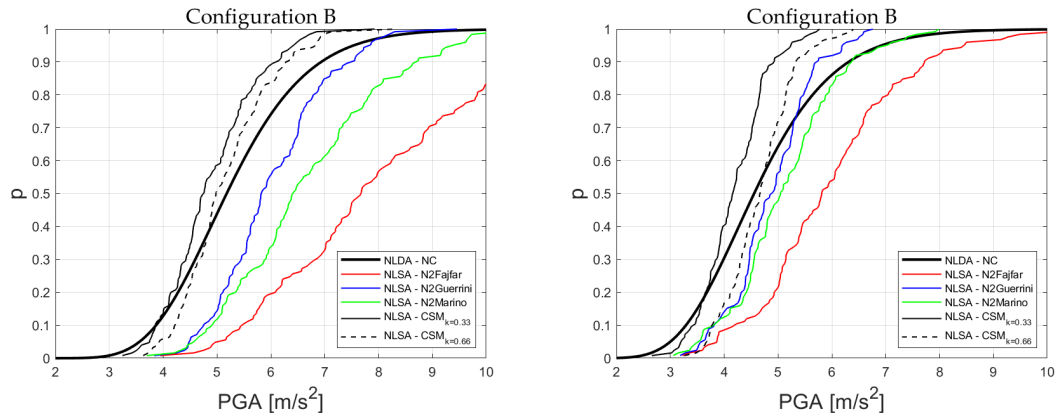 Configuration B
1
0.9
0.8
0.7
0.6
0.5
0.4
0.3
0.2
0.1
0
p
2 3 4 5 6 7 8 9 10
PGA [m/s²]
NLDA - NC
NLSA - N2Fajfar
NLSA - N2Guerrini
NLSA - N2Marino
NLSA - CSM k=0.33
NLSA - CSM k=0.66
Configuration B
1
0.9
0.8
0.7
0.6
0.5
0.4
0.3
0.2
0.1
0
p
2 3 4 5 6 7 8 9 10
PGA [m/s²]
NLDA - NC
NLSA - N2Fajfar
NLSA - N2Guerrini
NLSA - N2Marino
NLSA - CSM k=0.33
NLSA - CSM k=0.66